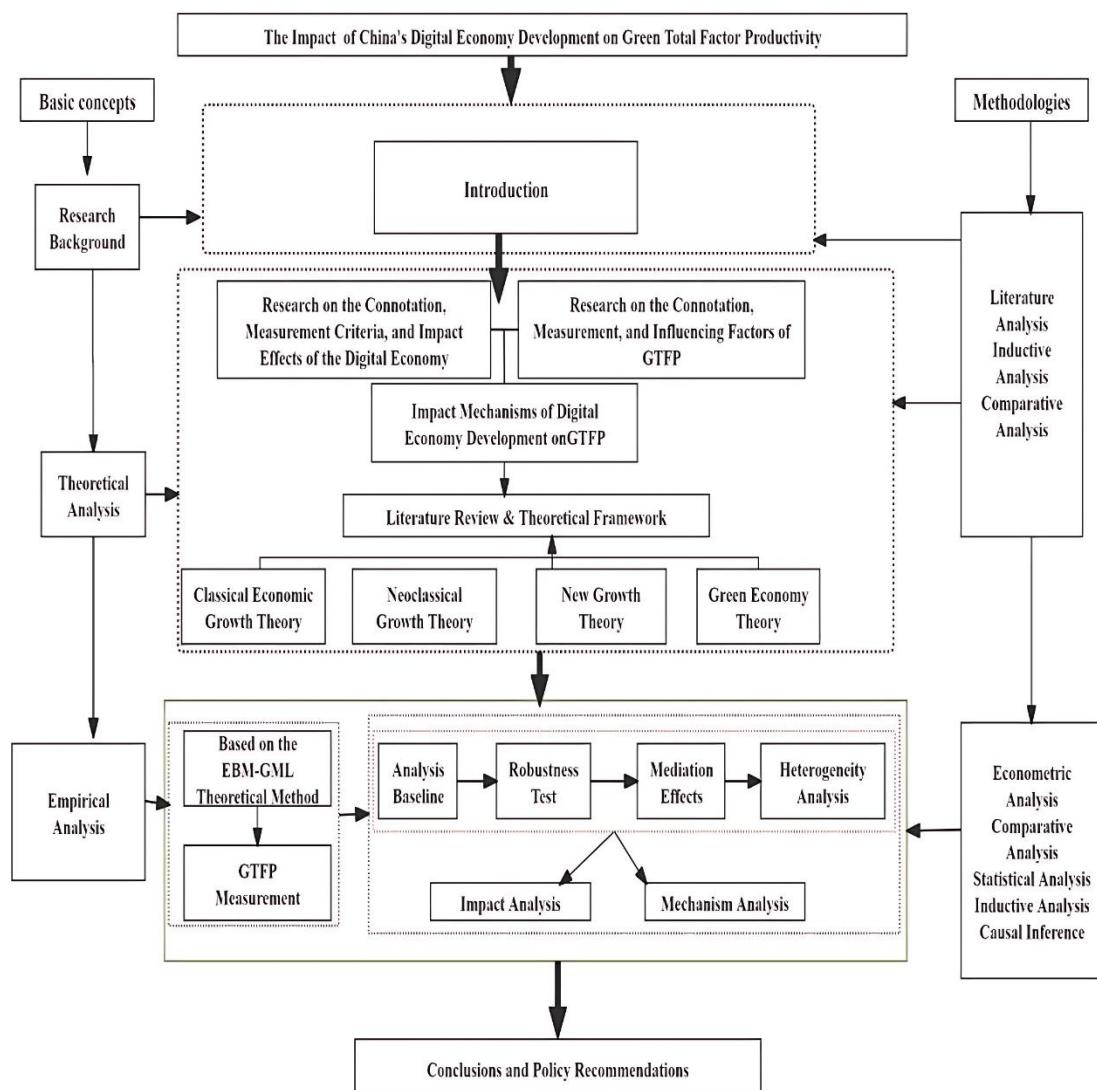 The Impact of China's Digital Economy Development on Green Total Factor Productivity
Basic concepts
Methodologies
Introduction
Research
Background
Literature
Analysis
Inductive
Analysis
Comparative
Analysis
Research on the Connotation,
Measurement Criteria, and Impact
Effects of the Digital Economy
Research on the Connotation,
Measurement, and Influencing Factors of
GTFP
Impact Mechanisms of Digital
Economy Development onGTFP
Theoretical
Analysis
Literature Review & Theoretical Framework
Classical Economic
Growth Theory
Neoclassical
Growth Theory
New Growth
Theory
Green Economy
Theory
Empirical
Analysis
Based on the
EBM-GML
Theoretical Method
GTFP
Measurement
Analysis
Baseline
Robustness
Test
Mediation
Effects
Heterogeneity
Analysis
Impact Analysis
Mechanism Analysis
Econometric
Analysis
Comparative
Analysis
Statistical Analysis
Inductive Analysis
Causal Inference
Conclusions and Policy Recommendations